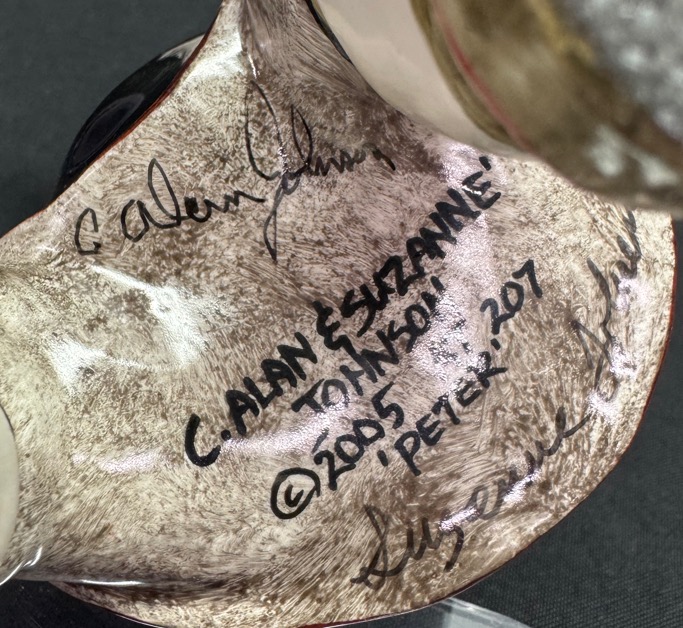 C Alan Johnson
C. ALAN & SUZANNE'
JOHNSON
©2005
'PETER' 207
Suzanne Johnson